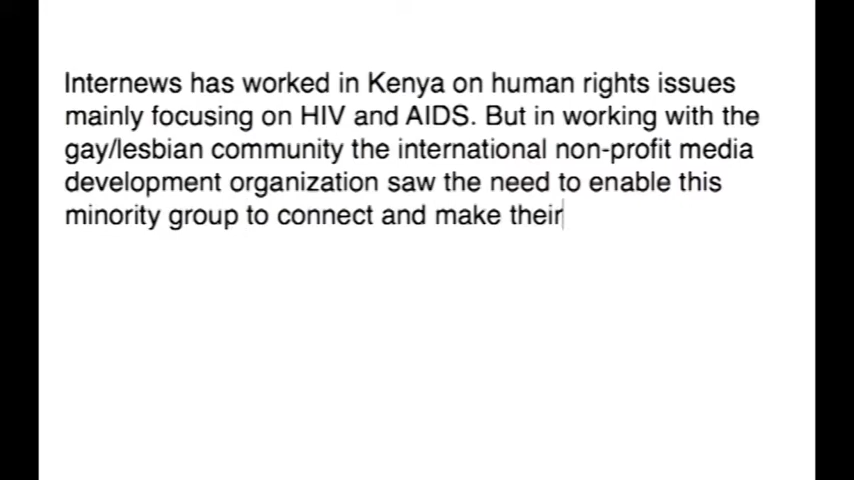 Internews has worked in Kenya on human rights issues
mainly focusing on HIV and AIDS. But in working with the
gay/lesbian community the international non-profit media
development organization saw the need to enable this
minority group to connect and make their